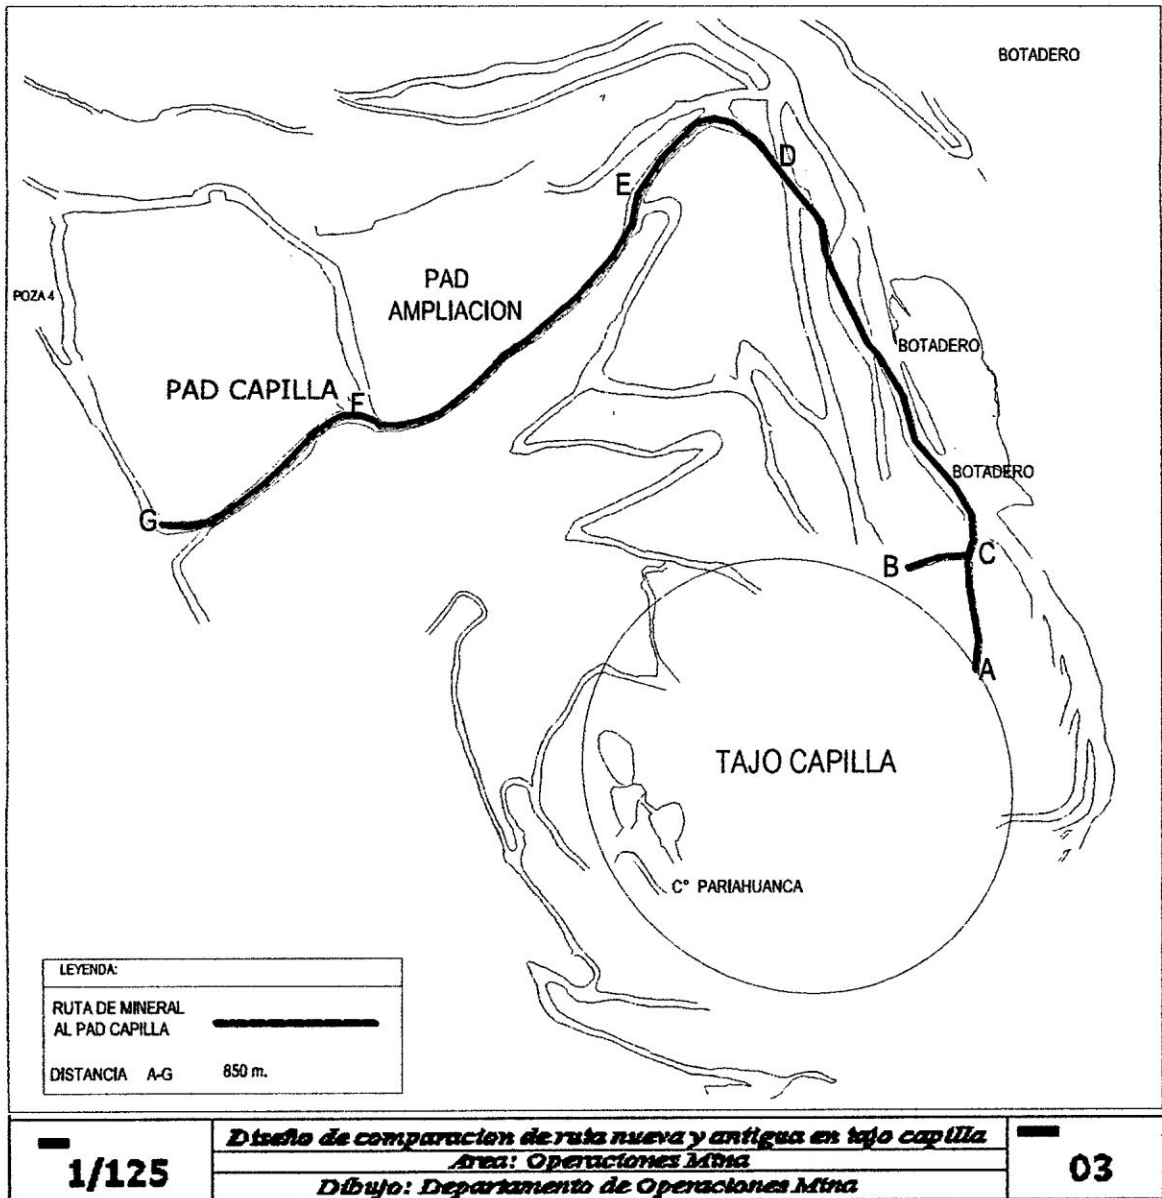 BOTADERO
D
E
PAD
AMPLIACION
POZA 4
BOTADERO
PAD CAPILLA
F
BOTADERO
G
B
C
A
TAJO CAPILLA
C° PARIAHUANCA
LEYENDA:
RUTA DE MINERAL
AL PAD CAPILLA
DISTANCIA A-G 850 m.
1/125
Diseño de comparacion de ruta nueva y antigua en tajo capilla
Area: Operaciones Mina
Dibujo: Departamento de Operaciones Mina
03